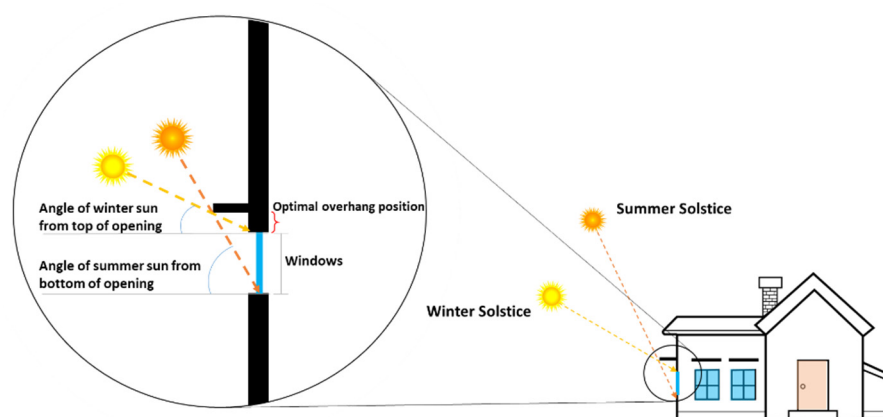 Angle of winter sun
from top of opening
Optimal overhang position
Angle of summer sun from
bottom of opening
Windows
Summer Solstice
Winter Solstice